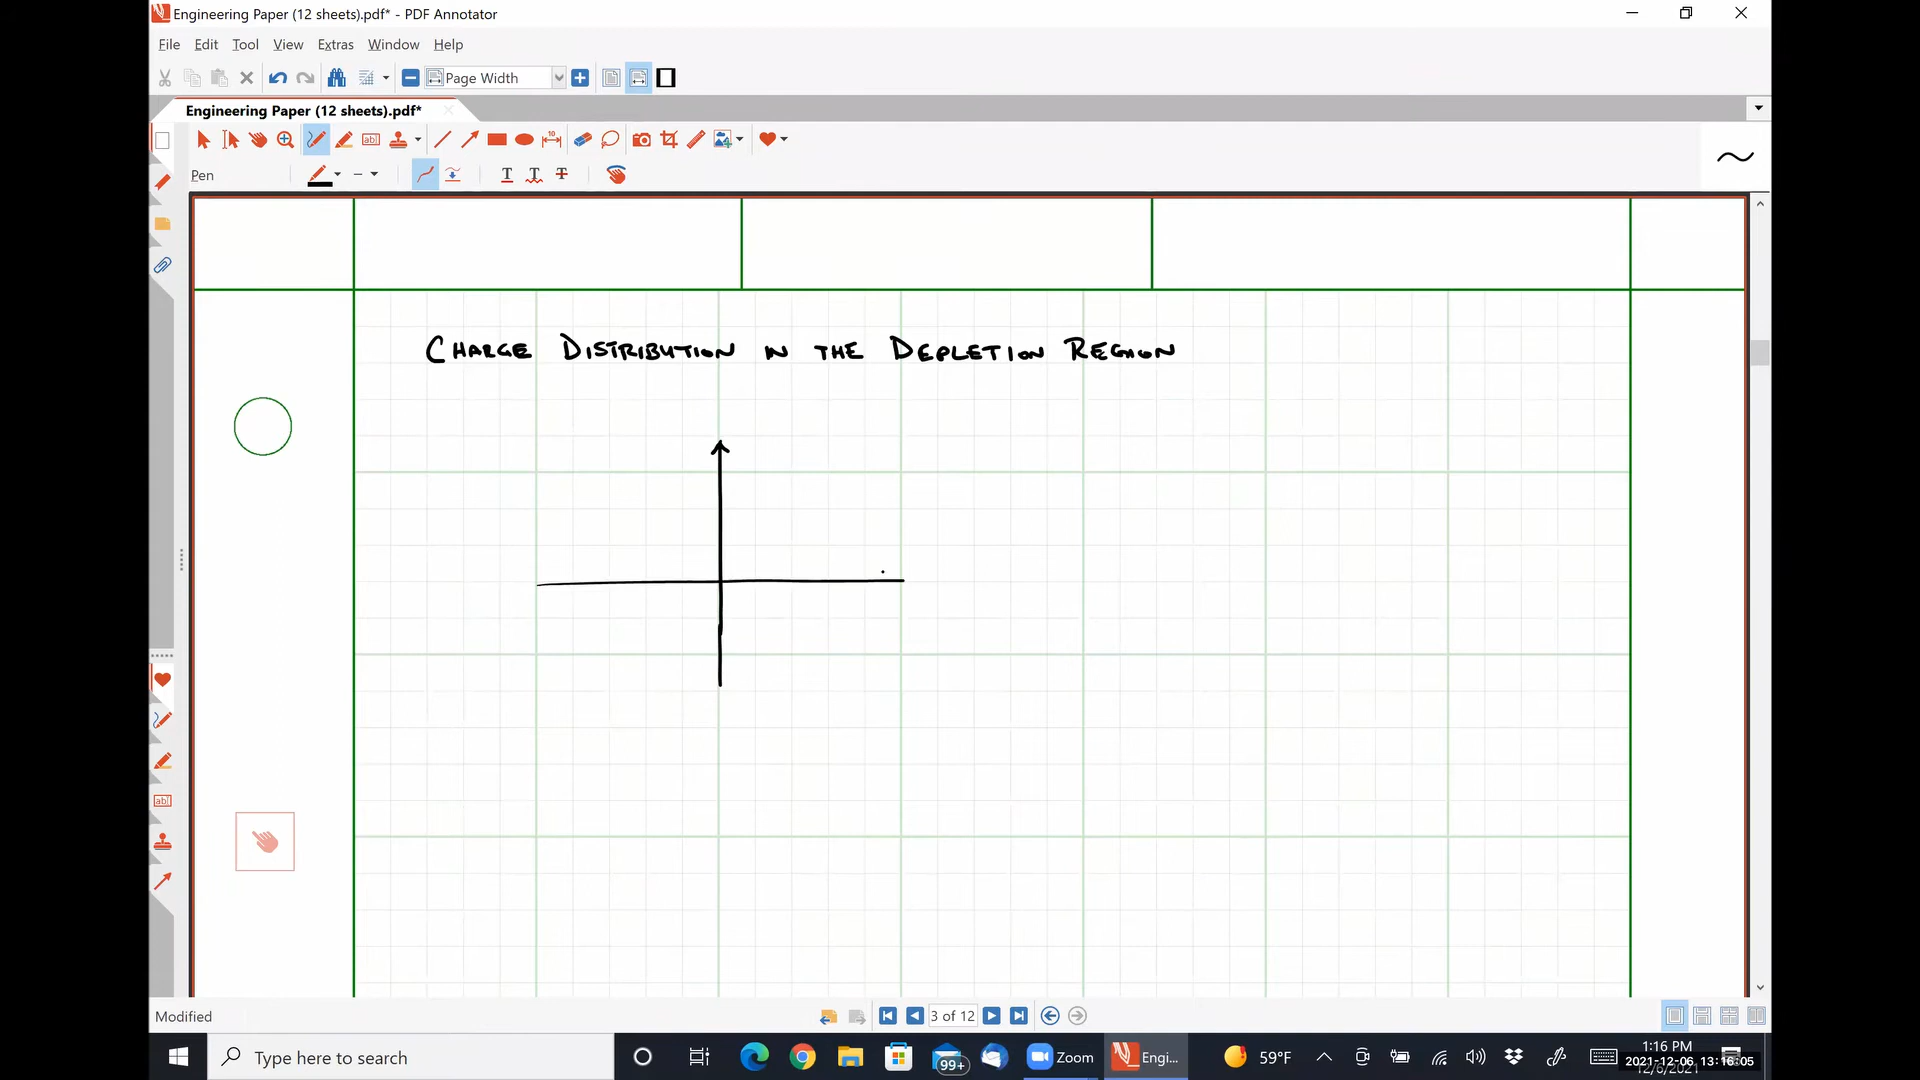 Engineering Paper (12 sheets).pdf* - PDF Annotator
File Edit Tool View Extras Window Help
Page Width
Engineering Paper (12 sheets).pdf*
Pen
CHARGE DISTRIBUTION IN THE DEPLETION REGION
Modified
3 of 12
Type here to search
99+
Zoom
Engi...
59°F
1:16 PM
2021-12-06, 13:16:05